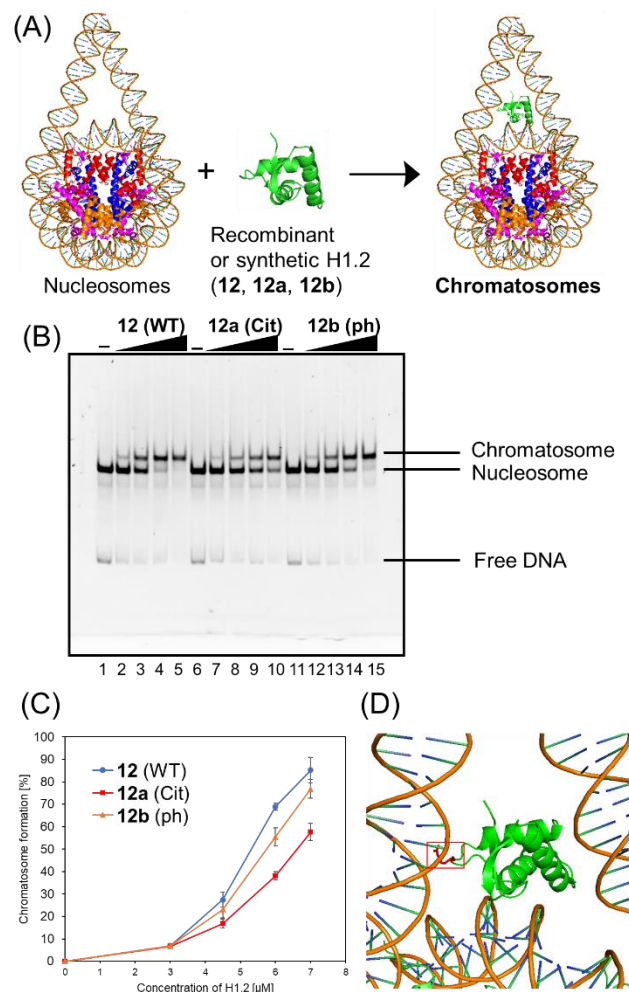 (A)
+
Nucleosomes
Recombinant
or synthetic H1.2
(12, 12a, 12b)
Chromatosomes
(B)
– 12 (WT) – 12a (Cit) – 12b (ph)
Chromatosome
Nucleosome
Free DNA
1 2 3 4 5 6 7 8 9 10 11 12 13 14 15
(C)
Chromatosome formation [%]
100
90
80
70
60
50
40
30
20
10
0
12 (WT)
12a (Cit)
12b (ph)
0 1 2 3 4 5 6 7 8
Concentration of H1.2 [µM]
(D)